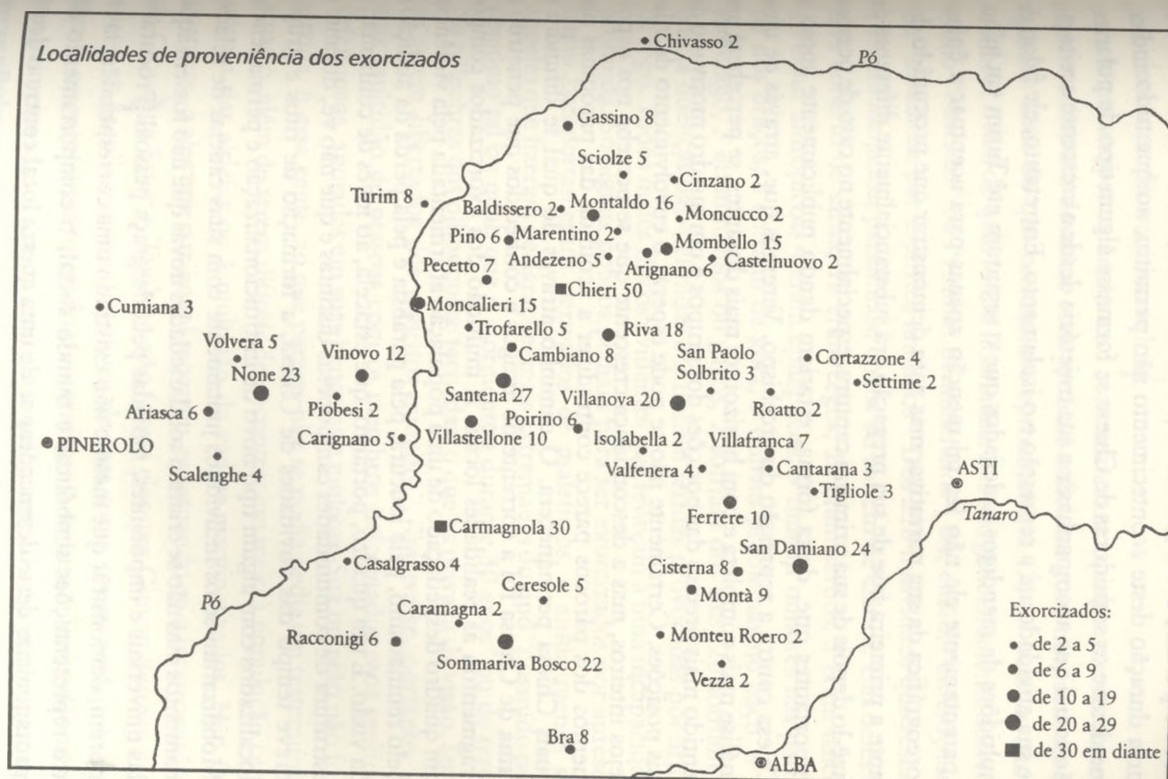 Localidades de proveniência dos exorcizados
Chivasso 2
P6
Gassino 8
Sciolze 5
Cinzano 2
Turim 8
Baldissero 2
Montaldo 16
Moncucco 2
Pino 6
Marentino 2
Mombello 15
Pecetto 7
Andezeno 5
Arignano 6
Castelnuovo 2
Chieri 50
Cumiana 3
Moncalieri 15
Trofarello 5
Riva 18
Volvera 5
Vinovo 12
Cambiano 8
San Paolo
Solbrito 3
Cortazzone 4
None 23
Settime 2
Santena 27
Villanova 20
Ariasca 6
Piobesi 2
Poirino 6
Roatto 2
PINEROLO
Carignano 5
Villastellone 10
Isolabella 2
Villafranca 7
Scalenghe 4
Valfenera 4
Cantarana 3
ASTI
Tigliole 3
Ferrere 10
Tanaro
Carmagnola 30
San Damiano 24
Casalgrasso 4
Cisterna 8
Ceresole 5
Montà 9
P6
Caramagna 2
Racconigi 6
Monteu Roero 2
Sommariva Bosco 22
Vezza 2
Bra 8
ALBA
Exorcizados:
de 2 a 5
de 6 a 9
de 10 a 19
de 20 a 29
de 30 em diante